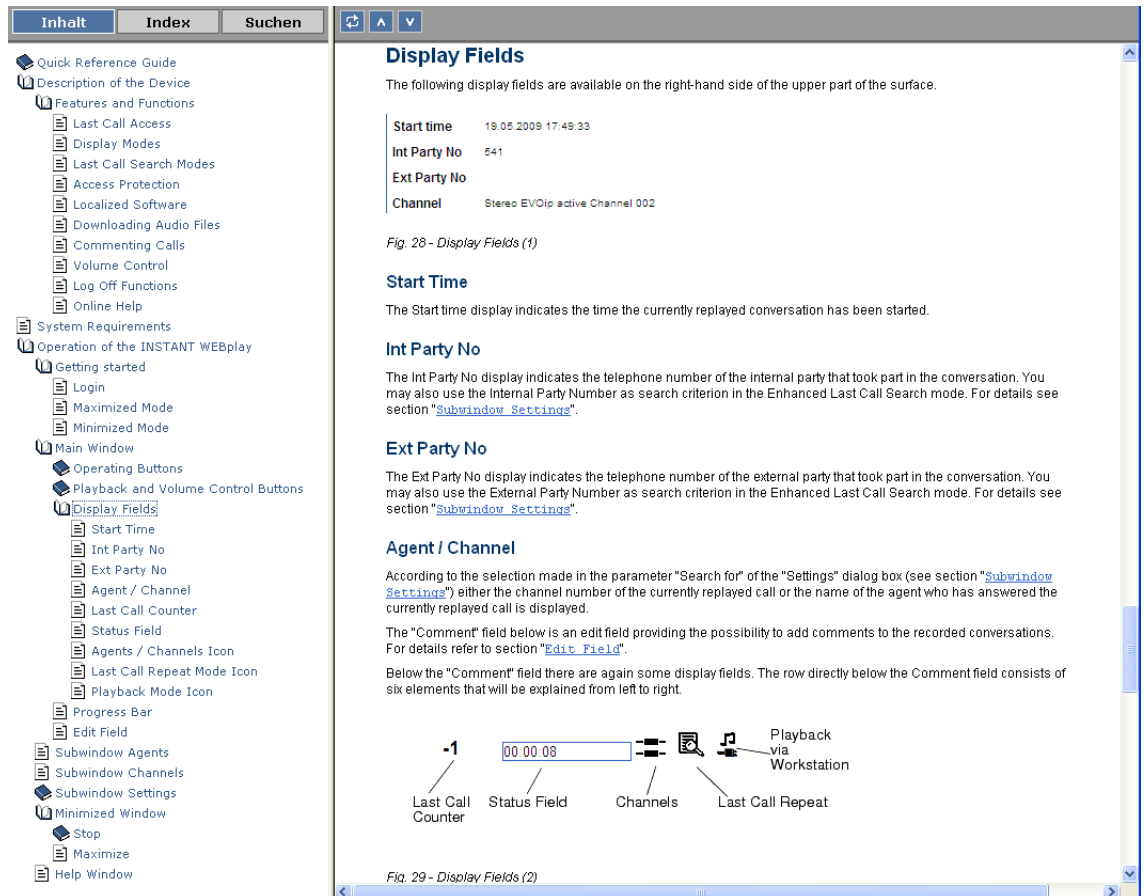 Inhalt
Index
Suchen
Quick Reference Guide
Description of the Device
Features and Functions
Last Call Access
Display Modes
Last Call Search Modes
Access Protection
Localized Software
Downloading Audio Files
Commenting Calls
Volume Control
Log Off Functions
Online Help
System Requirements
Operation of the INSTANT WEBplay
Getting started
Login
Maximized Mode
Minimized Mode
Main Window
Operating Buttons
Playback and Volume Control Buttons
Display Fields
Start Time
Int Party No
Ext Party No
Agent / Channel
Last Call Counter
Status Field
Agents / Channels Icon
Last Call Repeat Mode Icon
Playback Mode Icon
Progress Bar
Edit Field
Subwindow Agents
Subwindow Channels
Subwindow Settings
Minimized Window
Stop
Maximize
Help Window
Display Fields
The following display fields are available on the right-hand side of the upper part of the surface.
Start time 19.05.2009 17:49:33
Int Party No 541
Ext Party No
Channel Stereo EVOip active Channel 002
Fig. 28 - Display Fields (1)
Start Time
The Start time display indicates the time the currently replayed conversation has been started.
Int Party No
The Int Party No display indicates the telephone number of the internal party that took part in the conversation. You
may also use the Internal Party Number as search criterion in the Enhanced Last Call Search mode. For details see
section "Subwindow Settings".
Ext Party No
The Ext Party No display indicates the telephone number of the external party that took part in the conversation. You
may also use the External Party Number as search criterion in the Enhanced Last Call Search mode. For details see
section "Subwindow Settings".
Agent / Channel
According to the selection made in the parameter "Search for" of the "Settings" dialog box (see section "Subwindow
Settings") either the channel number of the currently replayed call or the name of the agent who has answered the
currently replayed call is displayed.
The "Comment" field below is an edit field providing the possibility to add comments to the recorded conversations.
For details refer to section "Edit Field".
Below the "Comment" field there are again some display fields. The row directly below the Comment field consists of
six elements that will be explained from left to right.
-1
00:00:08
Playback
via
Workstation
Last Call
Counter
Status Field
Channels
Last Call Repeat
Fig. 29 - Display Fields (2)